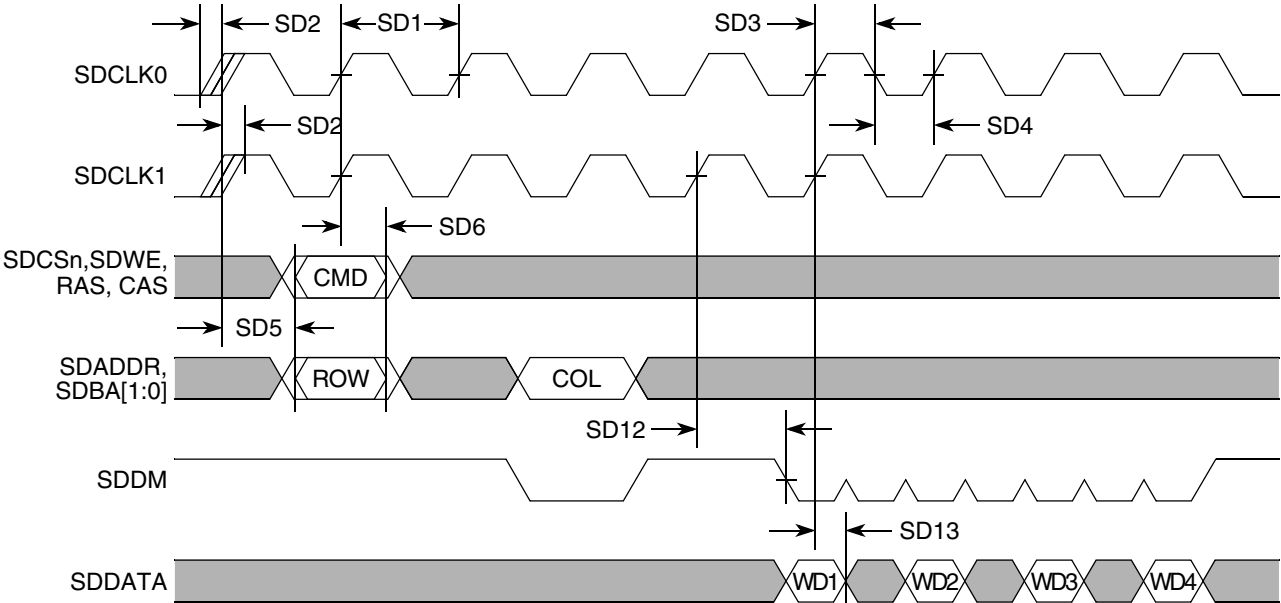 SD2
SD1
SD3
SDCLK0
SD2
SD4
SDCLK1
SD6
SDCSn,SDWE,
RAS, CAS
CMD
SD5
SDADDR,
SDBA[1:0]
ROW
COL
SD12
SDDM
SD13
SDDATA
WD1
WD2
WD3
WD4